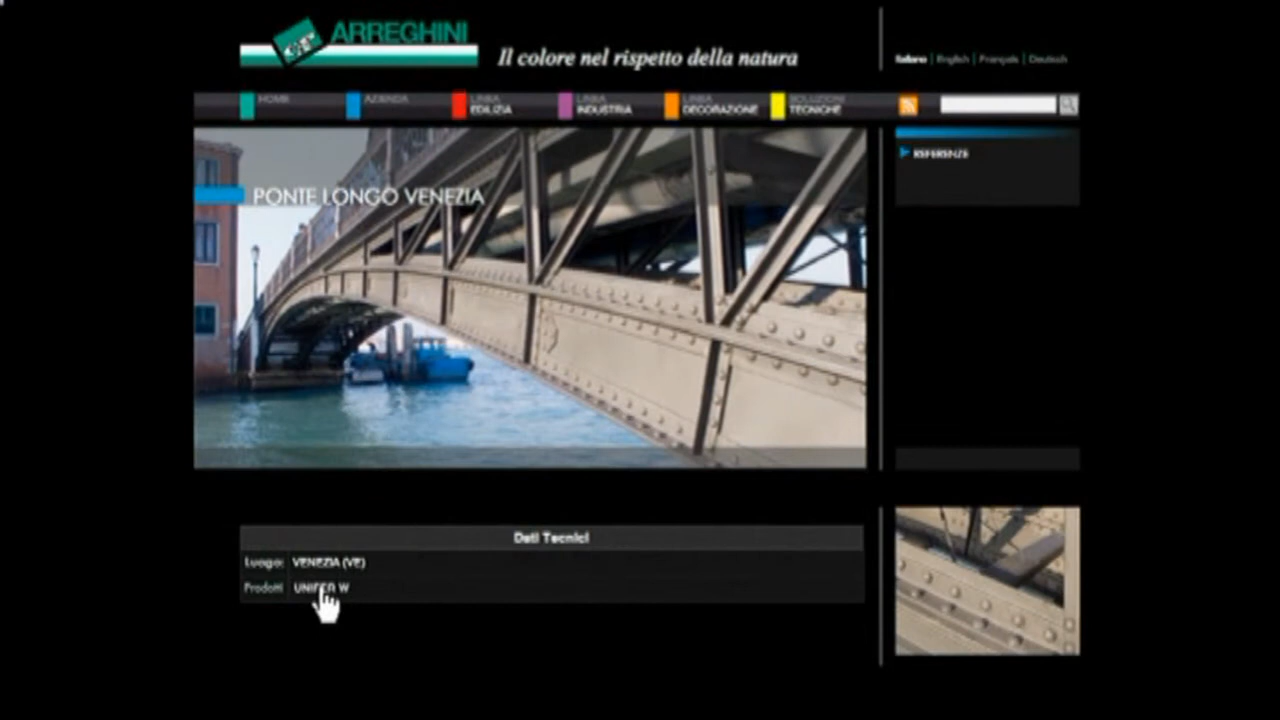 ARREGHINI
Il colore nel rispetto della natura
Italiano | English | Français | Deutsch
HOME
AZIENDA
LINEA
EDILIZIA
LINEA
INDUSTRIA
LINEA
DECORAZIONE
SOLUZIONI
TECNICHE
PONTE LONGO VENEZIA
REFERENZE
Dati Tecnici
Luogo: VENEZIA (VE)
Prodotti W